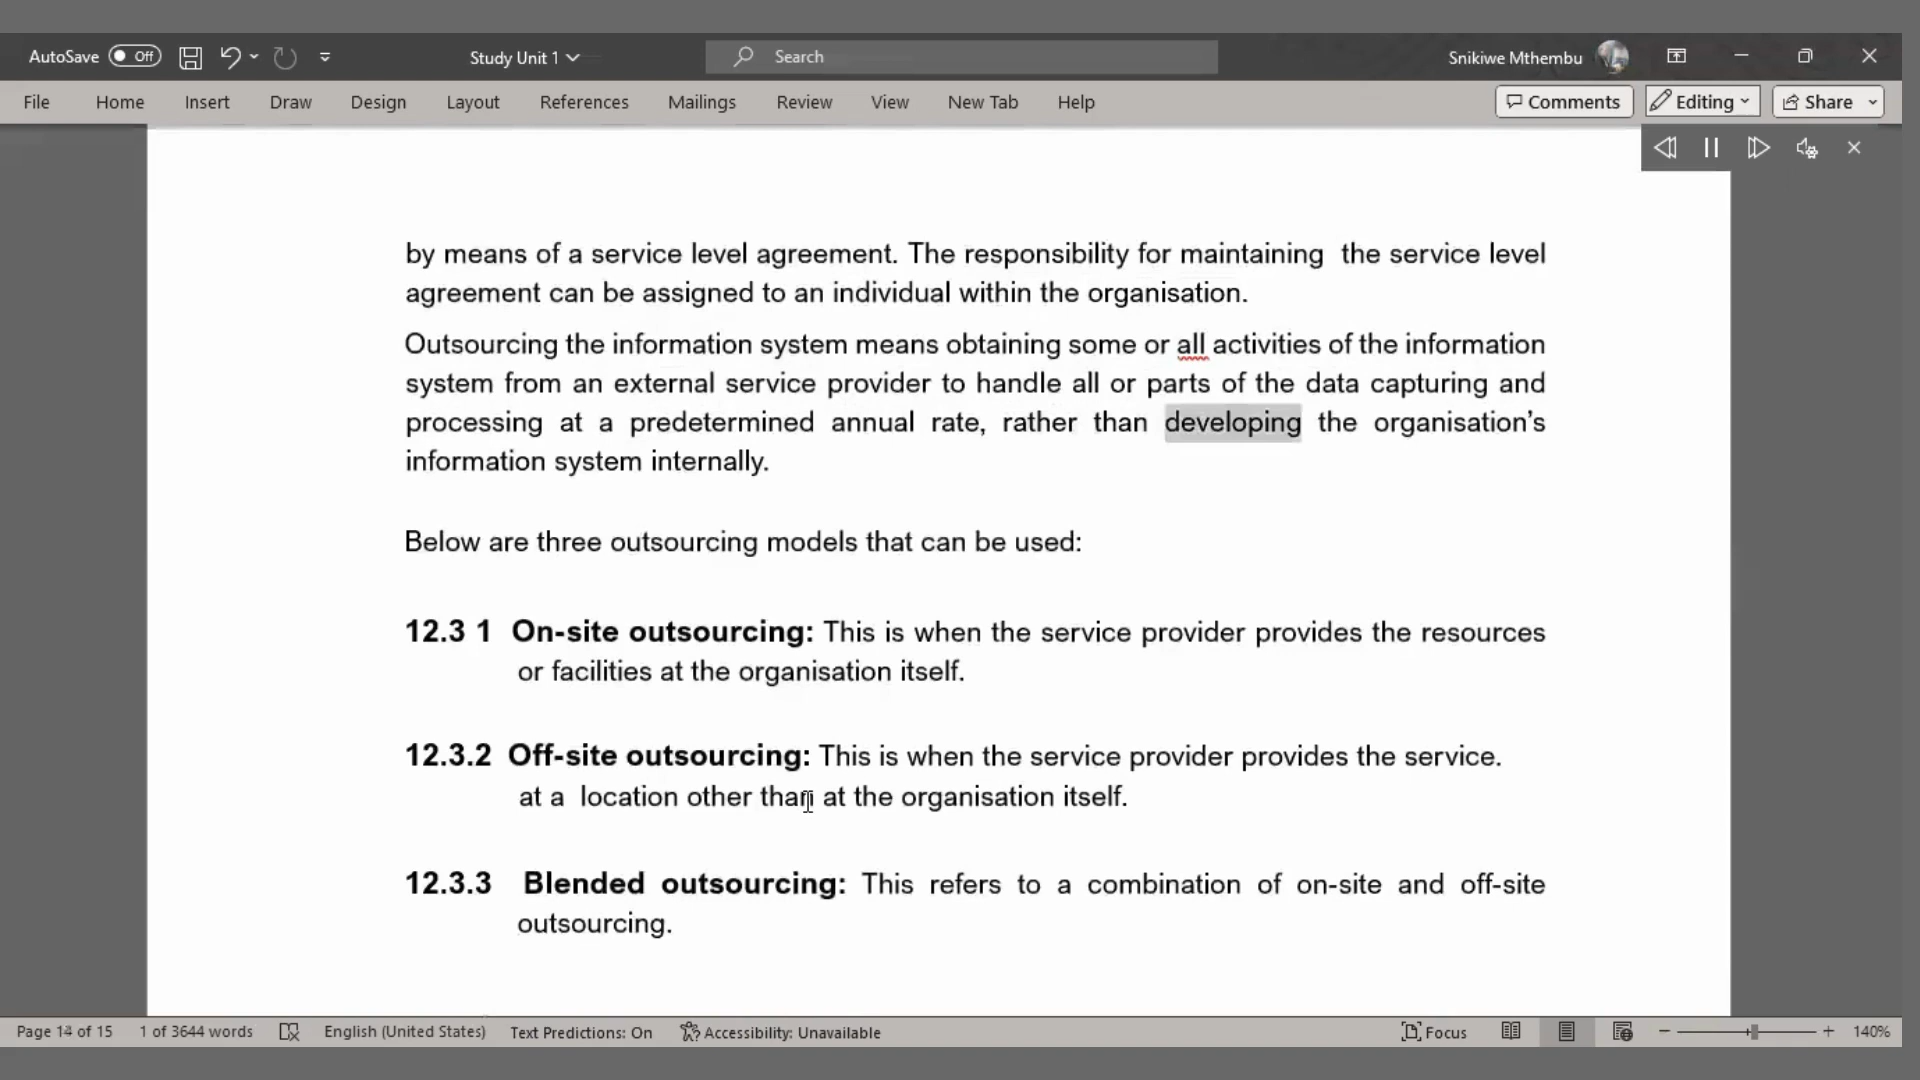 AutoSave Off Study Unit 1 Search Snikiwe Mthembu
File Home Insert Draw Design Layout References Mailings Review View New Tab Help Comments Editing Share
by means of a service level agreement. The responsibility for maintaining the service level
agreement can be assigned to an individual within the organisation.
Outsourcing the information system means obtaining some or all activities of the information
system from an external service provider to handle all or parts of the data capturing and
processing at a predetermined annual rate, rather than developing the organisation’s
information system internally.
Below are three outsourcing models that can be used:
12.3 1 On-site outsourcing: This is when the service provider provides the resources
or facilities at the organisation itself.
12.3.2 Off-site outsourcing: This is when the service provider provides the service.
at a location other than at the organisation itself.
12.3.3 Blended outsourcing: This refers to a combination of on-site and off-site
outsourcing.
Page 14 of 15 1 of 3644 words English (United States) Text Predictions: On Accessibility: Unavailable Focus 140%